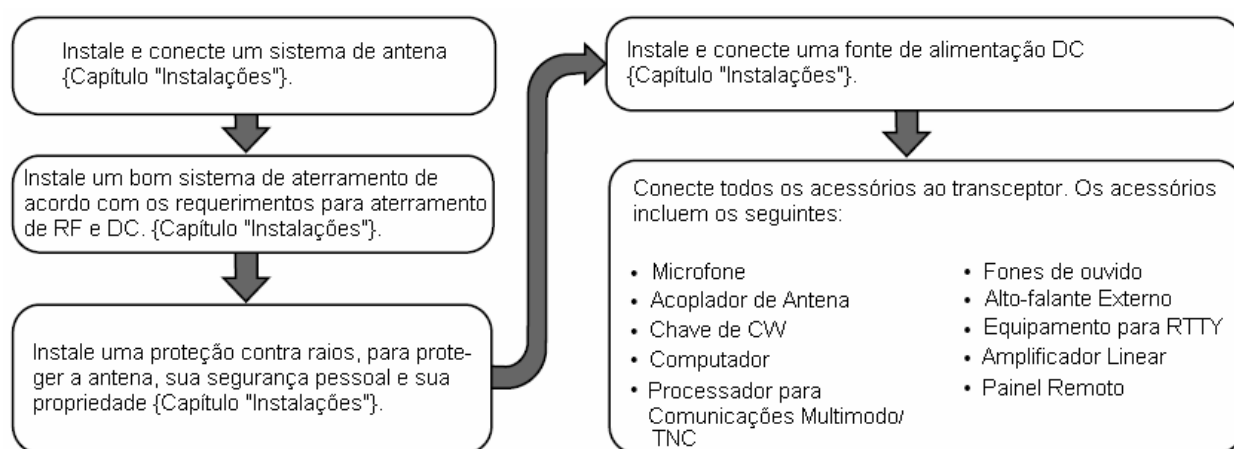 Instale e conecte um sistema de antena
{Capítulo "Instalações"}.
Instale um bom sistema de aterramento de
acordo com os requerimentos para aterramento
de RF e DC. {Capítulo "Instalações"}.
Instale uma proteção contra raios, para prote-
ger a antena, sua segurança pessoal e sua
propriedade {Capítulo "Instalações"}.
Instale e conecte uma fonte de alimentação DC
{Capítulo "Instalações"}.
Conecte todos os acessórios ao transceptor. Os acessórios
incluem os seguintes:
• Microfone
• Acoplador de Antena
• Chave de CW
• Computador
• Processador para
Comunicações Multimodo/
TNC
• Fones de ouvido
• Alto-falante Externo
• Equipamento para RTTY
• Amplificador Linear
• Painel Remoto